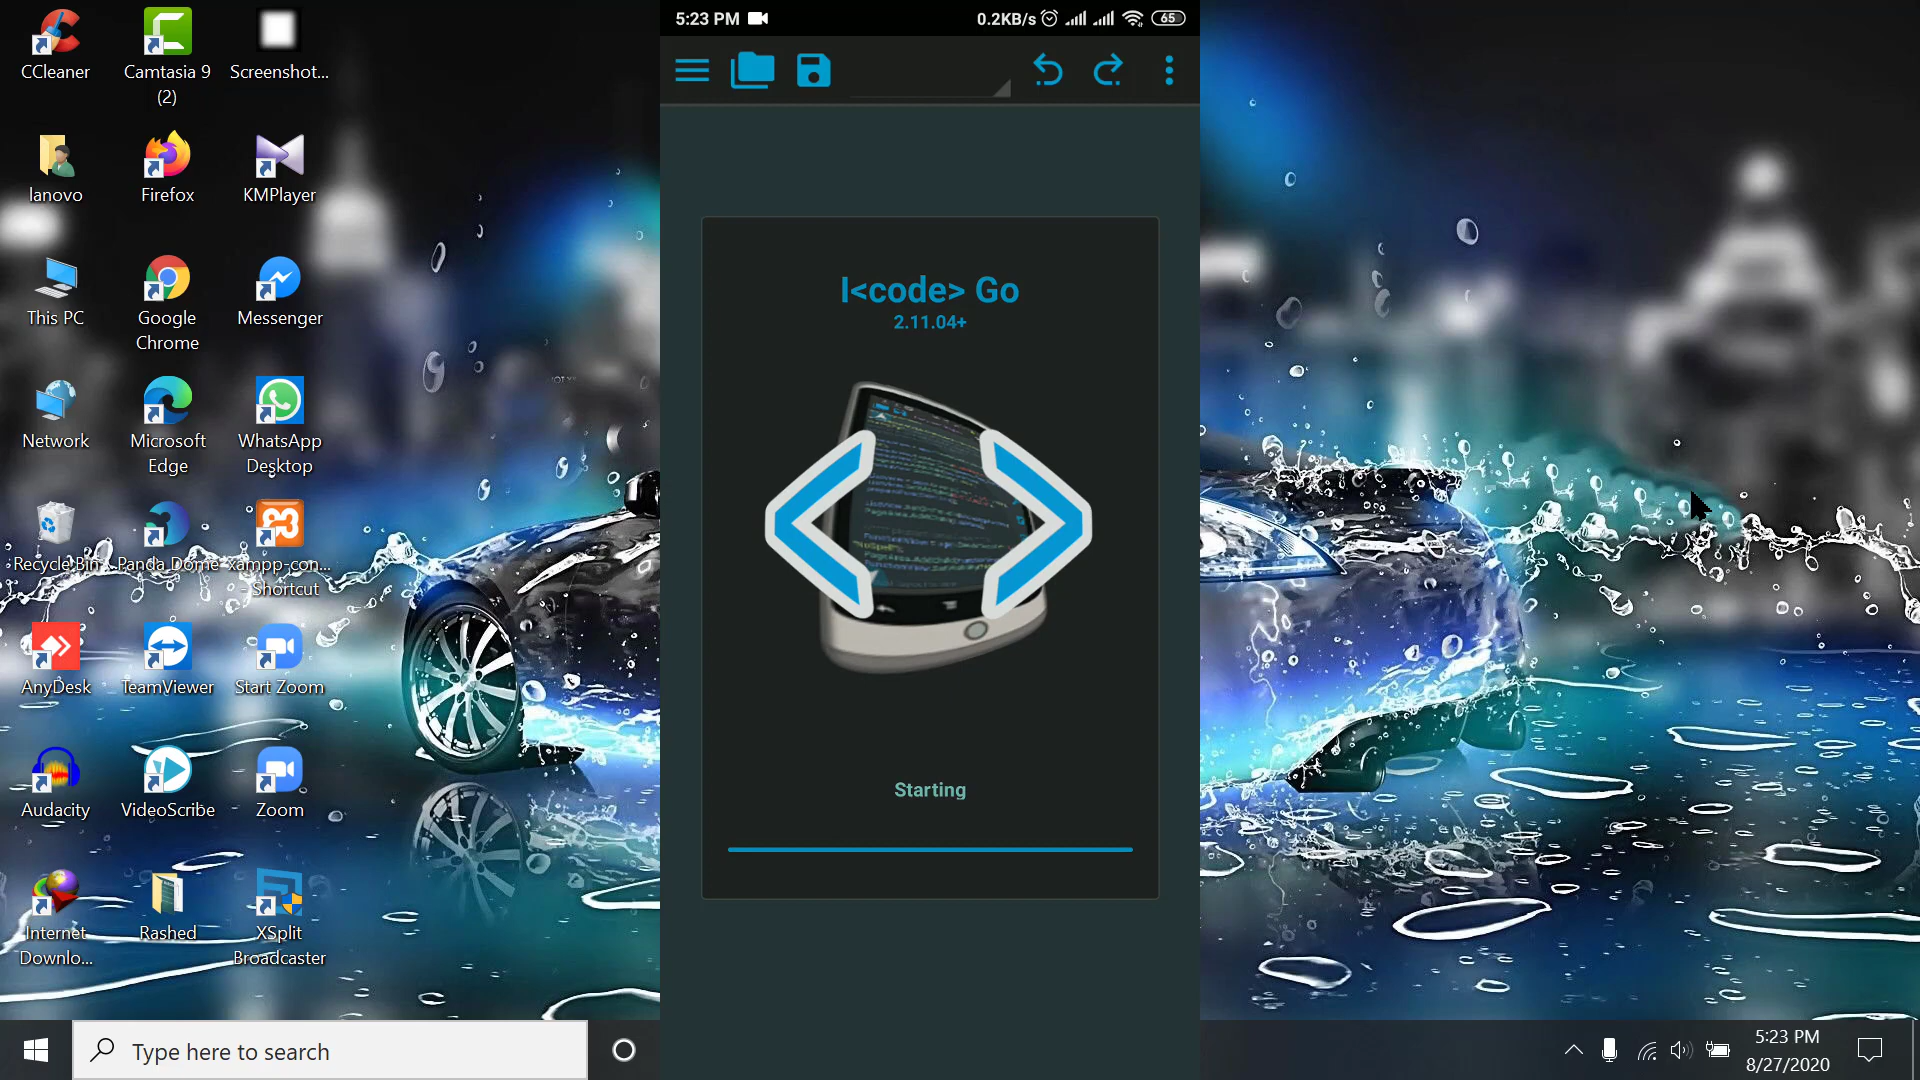 CCleaner
Camtasia 9
(2)
Screenshot...
lanovo
Firefox
KMPlayer
This PC
Google
Chrome
Messenger
Network
Microsoft
Edge
WhatsApp
Desktop
Recycle Bin
Panda Dome
xampp-con...
- Shortcut
AnyDesk
TeamViewer
Start Zoom
Audacity
VideoScribe
Zoom
Internet
Downlo...
Rashed
XSplit
Broadcaster
5:23 PM
0.2KB/s
65
I<code> Go
2.11.04+
Starting
Type here to search
5:23 PM
8/27/2020